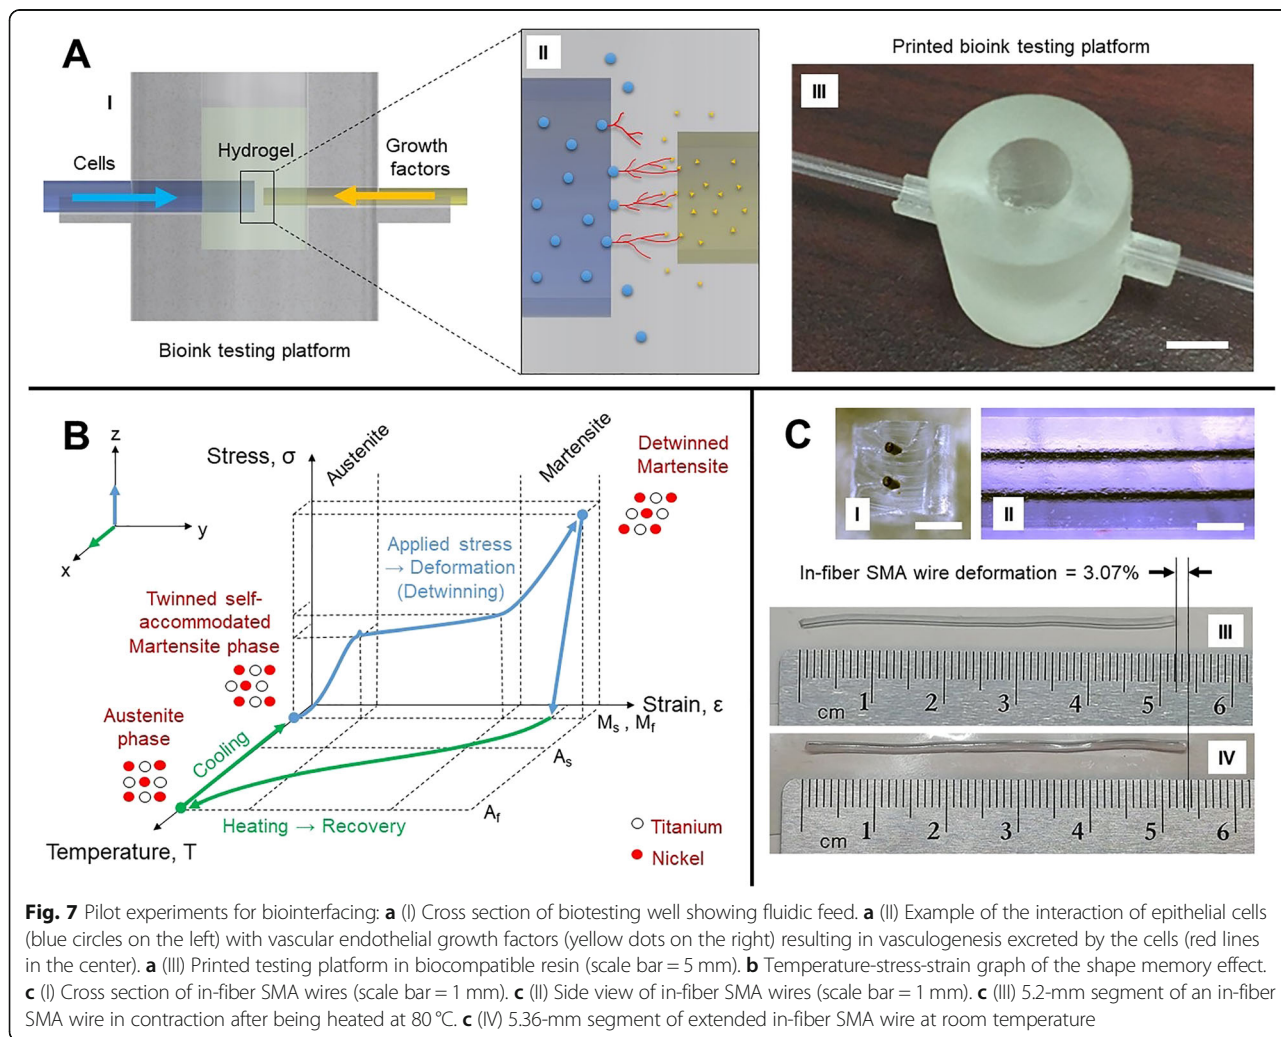 A
I
Cells
Hydrogel
Growth
factors
Bioink testing platform
II
Printed bioink testing platform
III
B
z
y
x
Stress, σ
Austenite
Martensite
Detwinned
Martensite
Applied stress
→ Deformation
(Detwinning)
Twinned self-
accommodated
Martensite phase
Austenite
phase
Cooling
Strain, ε
Ms , Mf
As
Af
Heating → Recovery
Temperature, T
Titanium
Nickel
C
I
II
In-fiber SMA wire deformation = 3.07%
III
cm 1 2 3 4 5 6
IV
cm 1 2 3 4 5 6
Fig. 7 Pilot experiments for biointerfacing: a (I) Cross section of biotesting well showing fluidic feed. a (II) Example of the interaction of epithelial cells
(blue circles on the left) with vascular endothelial growth factors (yellow dots on the right) resulting in vasculogenesis excreted by the cells (red lines
in the center). a (III) Printed testing platform in biocompatible resin (scale bar = 5 mm). b Temperature-stress-strain graph of the shape memory effect.
c (I) Cross section of in-fiber SMA wires (scale bar = 1 mm). c (II) Side view of in-fiber SMA wires (scale bar = 1 mm). c (III) 5.2-mm segment of an in-fiber
SMA wire in contraction after being heated at 80 °C. c (IV) 5.36-mm segment of extended in-fiber SMA wire at room temperature